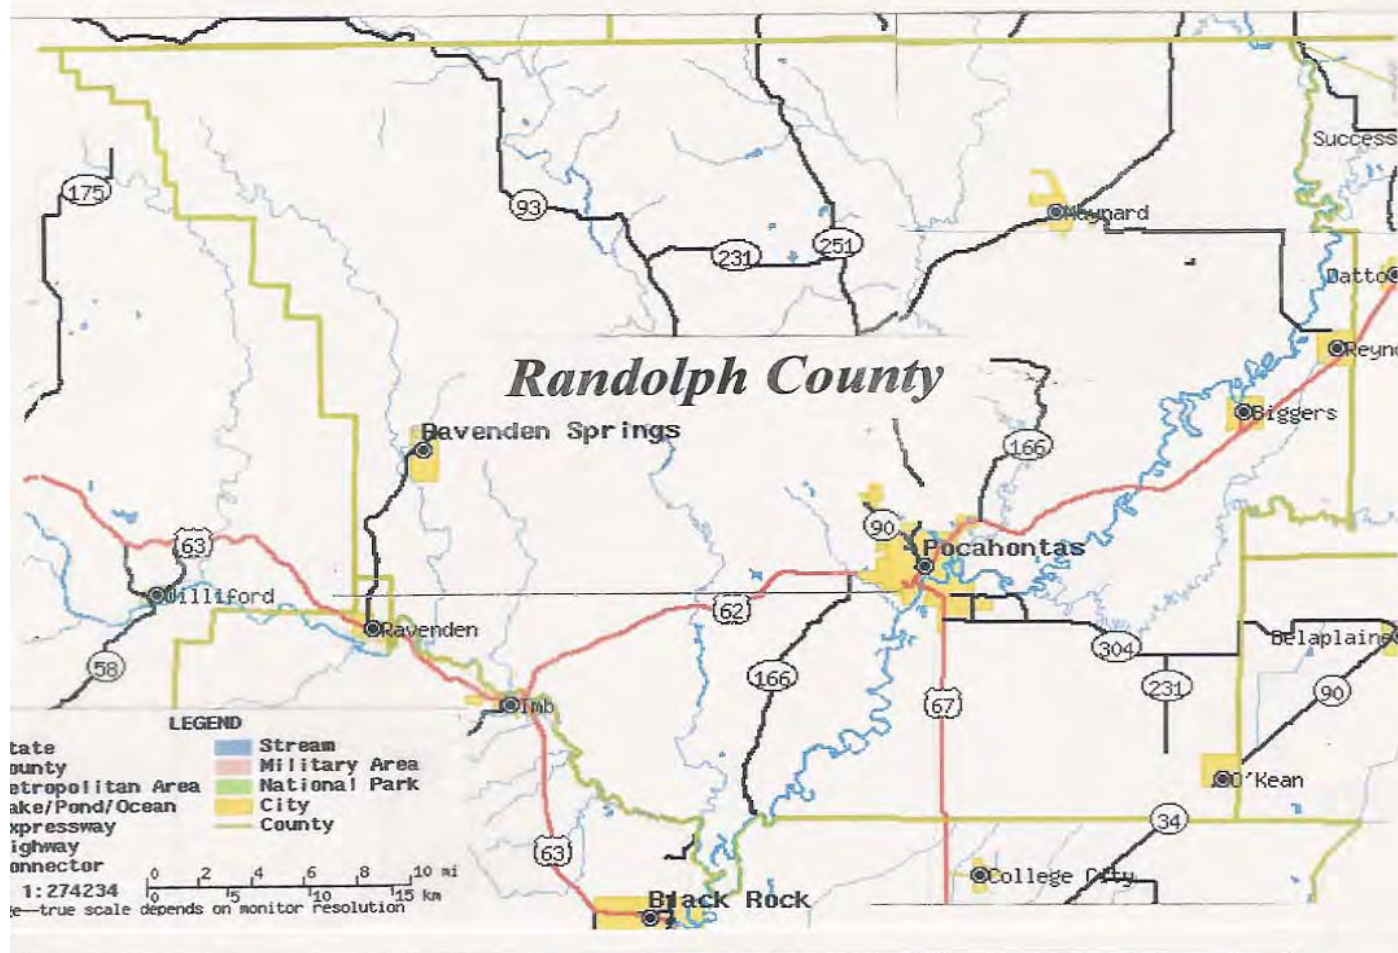 Success
175
Maynard
93
251
231
Datto
Reyno
Randolph County
Biggers
Ravenden Springs
166
90
63
Pocahontas
Williford
62
Ravenden
304
Delaplaine
58
166
231
90
67
Imb
LEGEND
tate
Stream
ounty
Military Area
etropolitan Area
National Park
ake/Pond/Ocean
City
xpressway
County
ighway
onnector
O'Kean
34
63
1:274234
0 2 4 6 8 10 mi
0 5 10 15 km
e—true scale depends on monitor resolution
College City
Black Rock